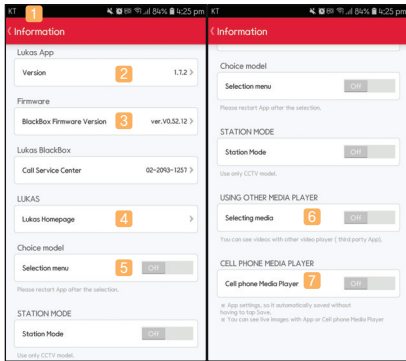 KT 1 84% 4:25 pm
Information
Lukas App
Version 2 1.7.2 >
Firmware
BlackBox Firmware Version 3 ver.V0.52.12 >
Lukas BlackBox
Call Service Center 02-2093-1257 >
LUKAS
Lukas Homepage 4 >
Choice model
Selection menu 5 Off
Please restart App after the selection.
STATION MODE
Station Mode Off
Use only CCTV model.
KT 84% 4:25 pm
Information
Choice model
Selection menu Off
Please restart App after the selection.
STATION MODE
Station Mode Off
Use only CCTV model.
USING OTHER MEDIA PLAYER
Selecting media 6 Off
You can see videos with other video player ( third party App).
CELL PHONE MEDIA PLAYER
Cell phone Media Player 7 Off
※ App settings, so it automatically saved without
having to tap Save.
※ You can see live images with App or Cell phone Media Player